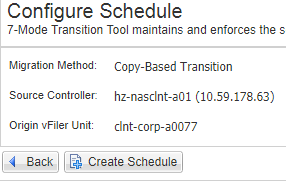 Configure Schedule
7-Mode Transition Tool maintains and enforces the s
Migration Method: Copy-Based Transition
Source Controller: hz-nasclnt-a01 (10.59.178.63)
Origin vFiler Unit: clnt-corp-a0077
Back Create Schedule